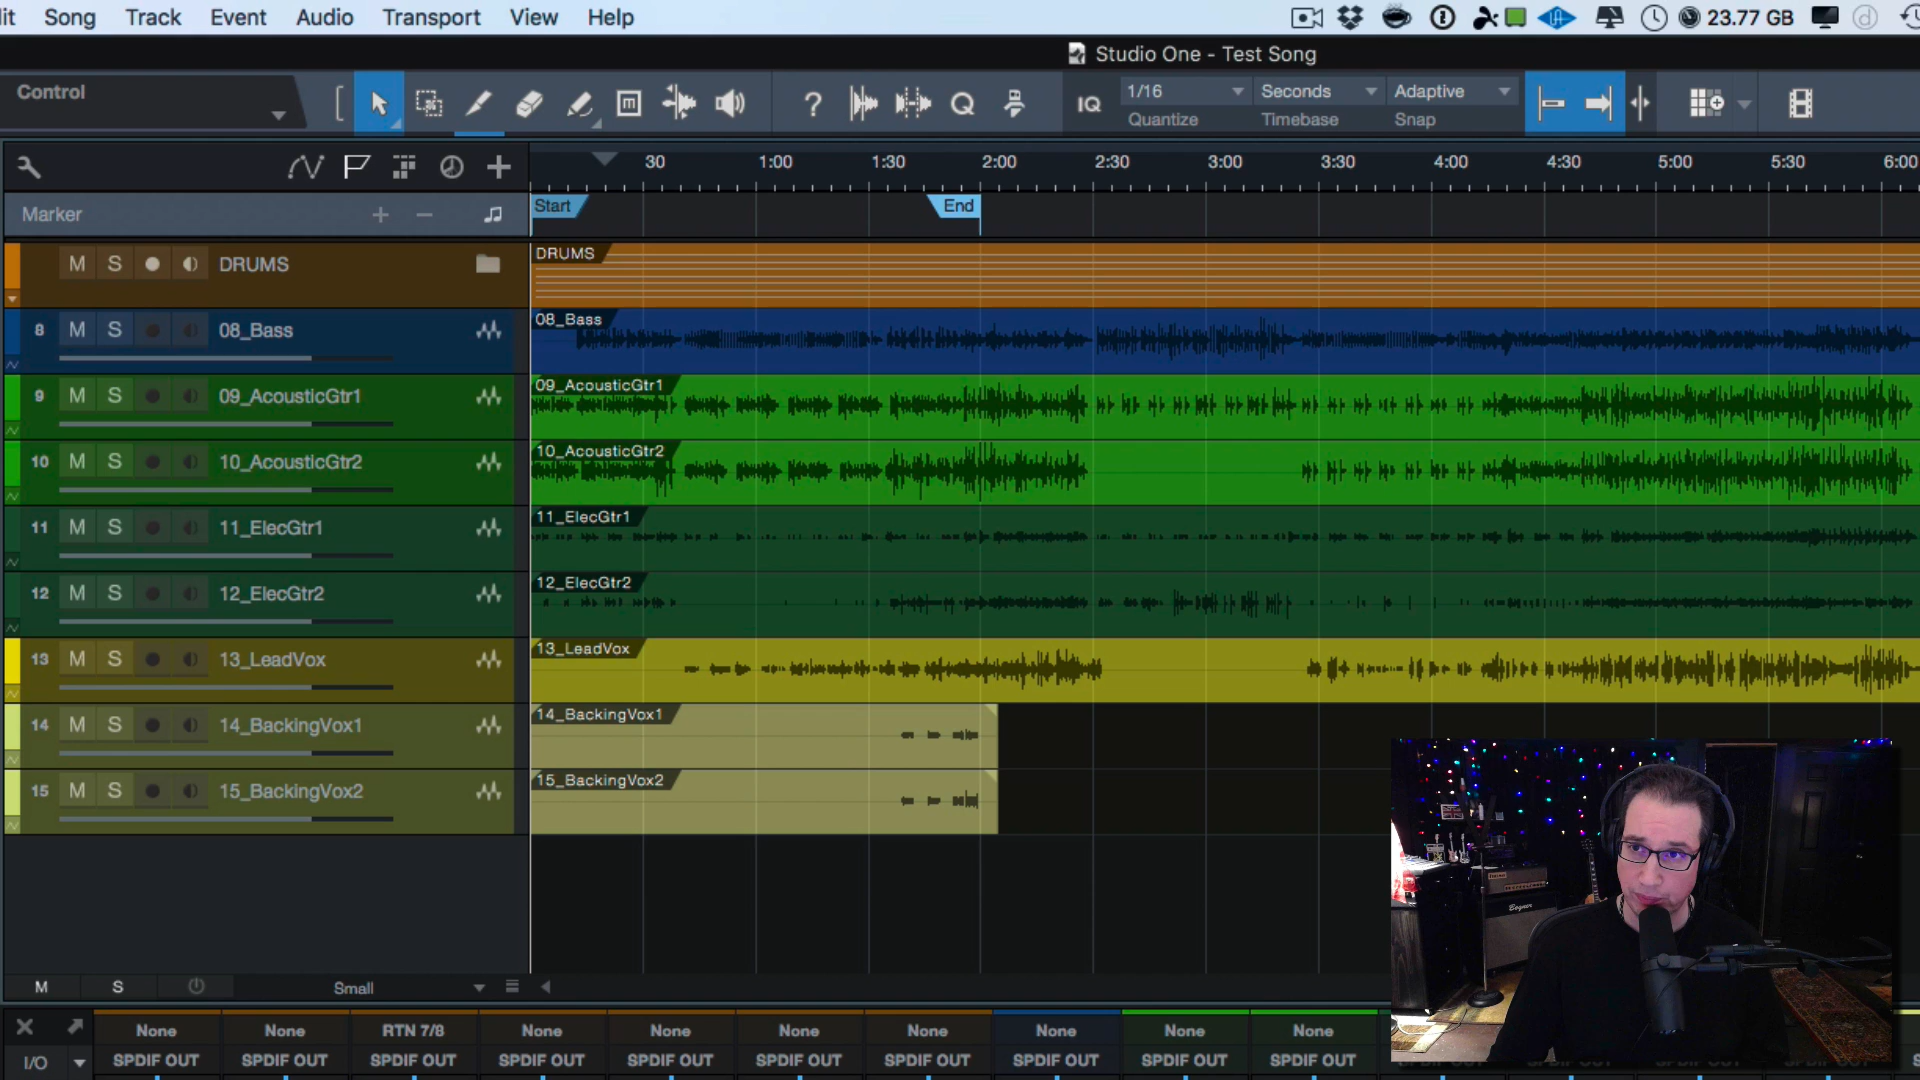 it Song Track Event Audio Transport View Help 23.77 GB
Studio One - Test Song
Control
IQ 1/16 Seconds Adaptive
Quantize Timebase Snap
30 1:00 1:30 2:00 2:30 3:00 3:30 4:00 4:30 5:00 5:30 6:00
Marker Start End
M S DRUMS DRUMS
8 M S 08_Bass 08_Bass
9 M S 09_AcousticGtr1 09_AcousticGtr1
10 M S 10_AcousticGtr2 10_AcousticGtr2
11 M S 11_ElecGtr1 11_ElecGtr1
12 M S 12_ElecGtr2 12_ElecGtr2
13 M S 13_LeadVox 13_LeadVox
14 M S 14_BackingVox1 14_BackingVox1
15 M S 15_BackingVox2 15_BackingVox2
Bogner
M S Small
None None RTN 7/8 None None None None None None None
I/O SPDIF OUT SPDIF OUT SPDIF OUT SPDIF OUT SPDIF OUT SPDIF OUT SPDIF OUT SPDIF OUT SPDIF OUT SPDIF OUT